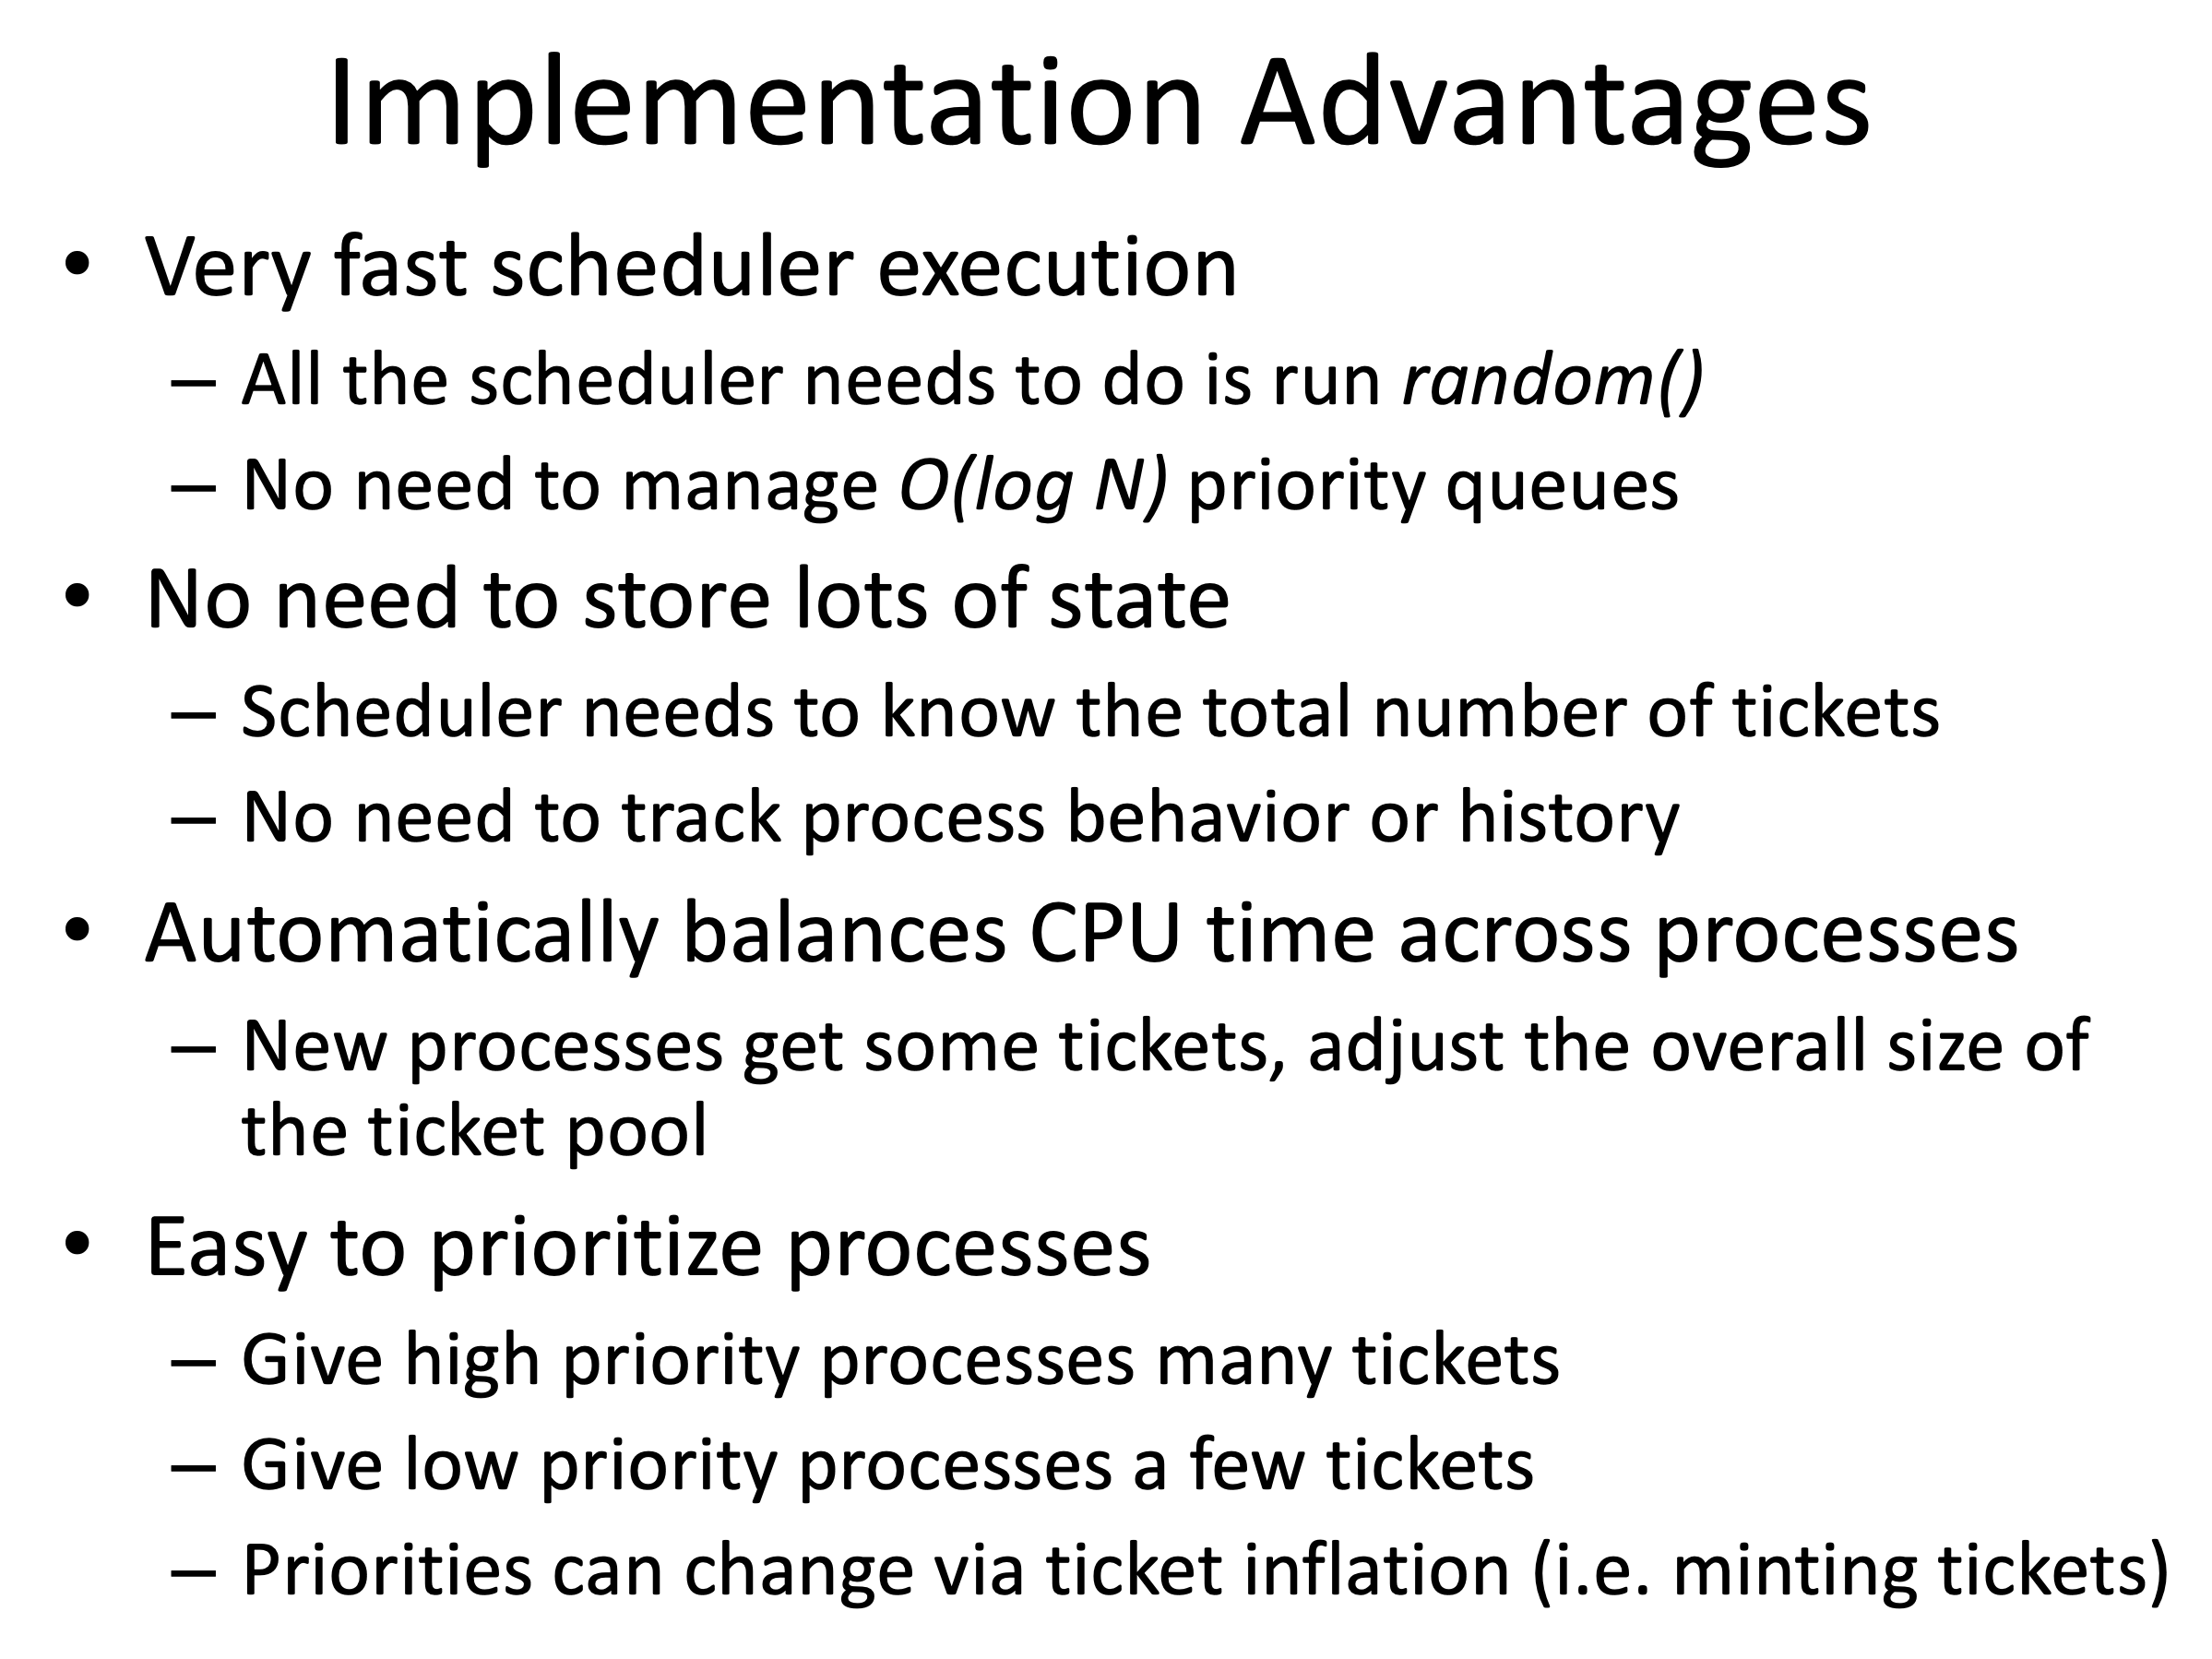 Implementation Advantages
• Very fast scheduler execution
– All the scheduler needs to do is run random()
– No need to manage O(log N) priority queues
• No need to store lots of state
– Scheduler needs to know the total number of tickets
– No need to track process behavior or history
• Automatically balances CPU time across processes
– New processes get some tickets, adjust the overall size of
the ticket pool
• Easy to prioritize processes
– Give high priority processes many tickets
– Give low priority processes a few tickets
– Priorities can change via ticket inflation (i.e. minting tickets)